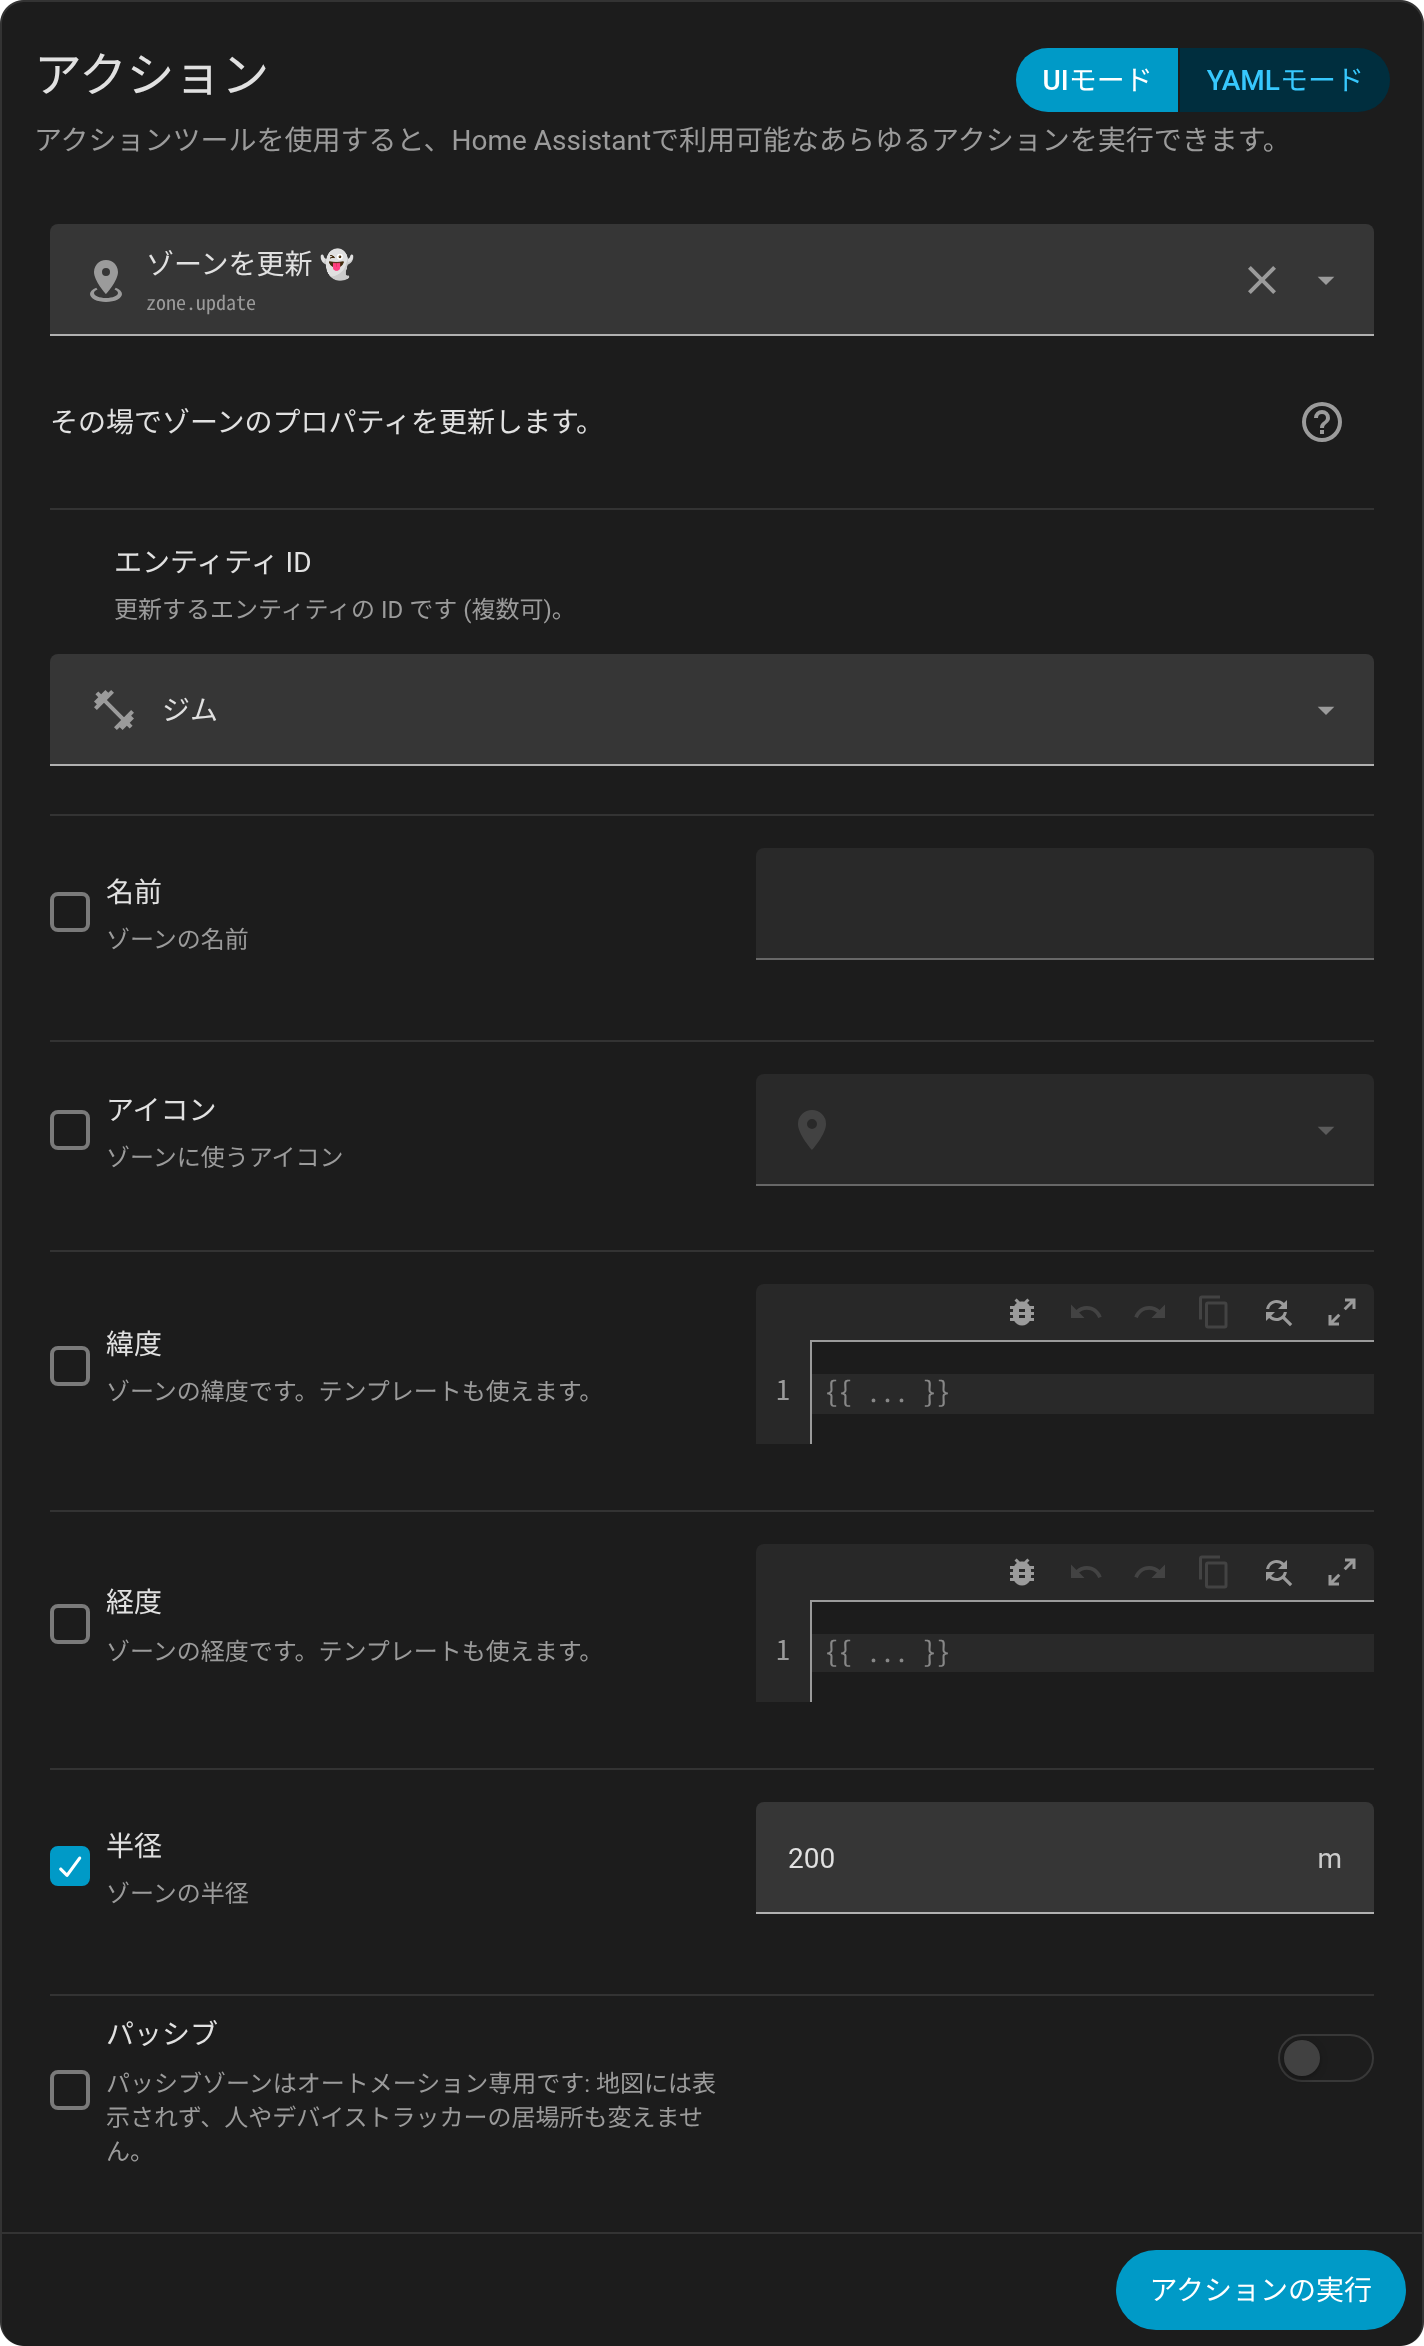 アクション
UIモード
YAMLモード
アクションツールを使用すると、Home Assistantで利用可能なあらゆるアクションを実行できます。
ゾーンを更新 👻
zone.update
その場でゾーンのプロパティを更新します。
エンティティ ID
更新するエンティティの ID です (複数可)。
ジム
名前
ゾーンの名前
アイコン
ゾーンに使うアイコン
緯度
ゾーンの緯度です。テンプレートも使えます。
1
{{ ... }}
経度
ゾーンの経度です。テンプレートも使えます。
1
{{ ... }}
半径
ゾーンの半径
200
m
パッシブ
パッシブゾーンはオートメーション専用です: 地図には表
示されず、人やデバイストラッカーの居場所も変えませ
ん。
アクションの実行